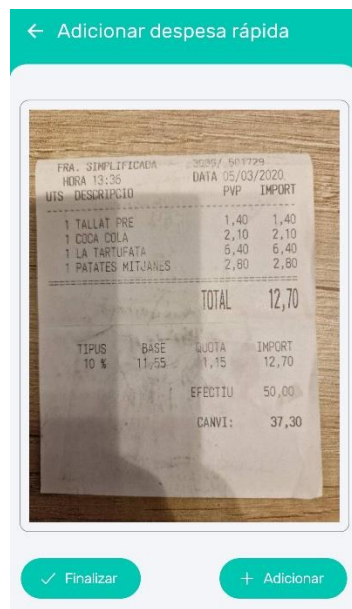 Adicionar despesa rápida
FRA. SIMPLIFICADA 501729
HORA 13:35 DATA 05/03/2020
UTS DESCRIPCIO PVP IMPORT
1 TALLAT PRE 1,40 1,40
1 COCA COLA 2,10 2,10
1 LA TARTUFATA 6,40 6,40
1 PATATES MITJANES 2,80 2,80
TOTAL 12,70
TIPUS BASE QUOTA IMPORT
10 % 11,55 1,15 12,70
EFECTIU 50,00
CANVI: 37,30
Finalizar
Adicionar